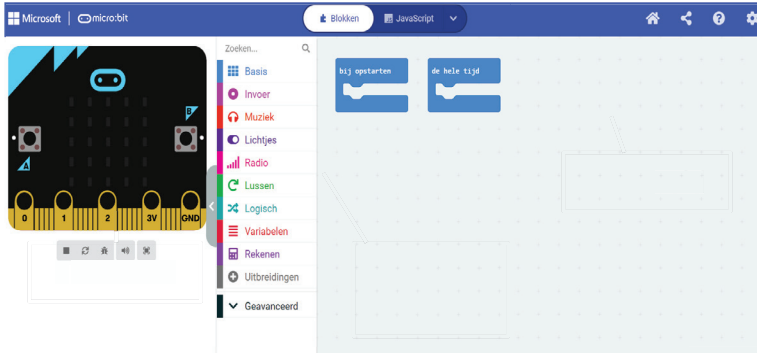 Microsoft micro:bit Blokken JavaScript
Zoeken...
Basis
Invoer
Muziek
Lichtjes
Radio
Lussen
Logisch
Variabelen
Rekenen
Uitbreidingen
Geavanceerd
bij opstarten de hele tijd
B
A
0 1 2 3V GND